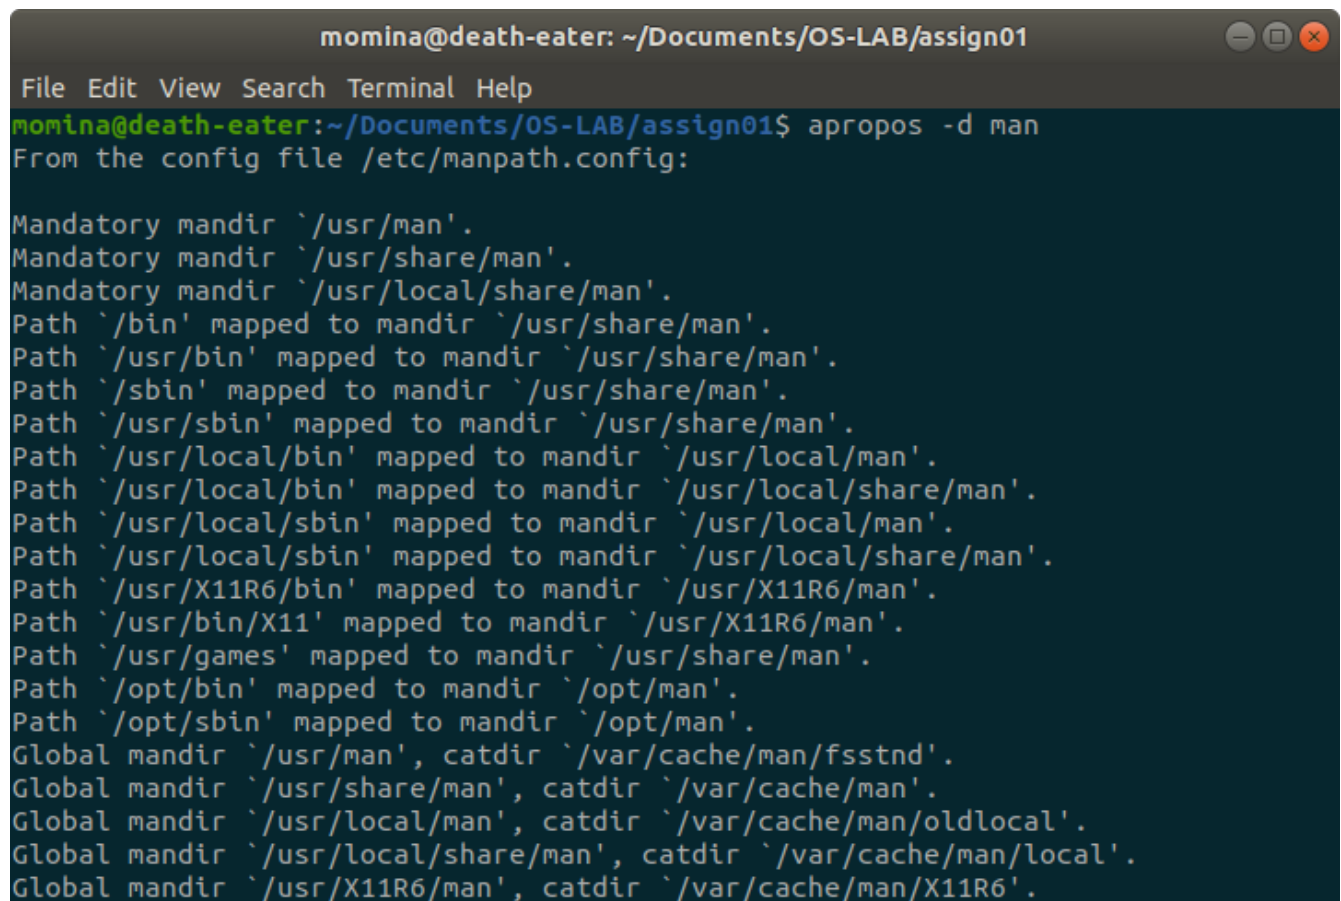 momina@death-eater: ~/Documents/OS-LAB/assign01
File Edit View Search Terminal Help
momina@death-eater:~/Documents/OS-LAB/assign01$ apropos -d man
From the config file /etc/manpath.config:
Mandatory mandir `/usr/man'.
Mandatory mandir `/usr/share/man'.
Mandatory mandir `/usr/local/share/man'.
Path `/bin' mapped to mandir `/usr/share/man'.
Path `/usr/bin' mapped to mandir `/usr/share/man'.
Path `/sbin' mapped to mandir `/usr/share/man'.
Path `/usr/sbin' mapped to mandir `/usr/share/man'.
Path `/usr/local/bin' mapped to mandir `/usr/local/man'.
Path `/usr/local/bin' mapped to mandir `/usr/local/share/man'.
Path `/usr/local/sbin' mapped to mandir `/usr/local/man'.
Path `/usr/local/sbin' mapped to mandir `/usr/local/share/man'.
Path `/usr/X11R6/bin' mapped to mandir `/usr/X11R6/man'.
Path `/usr/bin/X11' mapped to mandir `/usr/X11R6/man'.
Path `/usr/games' mapped to mandir `/usr/share/man'.
Path `/opt/bin' mapped to mandir `/opt/man'.
Path `/opt/sbin' mapped to mandir `/opt/man'.
Global mandir `/usr/man', catdir `/var/cache/man/fsstnd'.
Global mandir `/usr/share/man', catdir `/var/cache/man'.
Global mandir `/usr/local/man', catdir `/var/cache/man/oldlocal'.
Global mandir `/usr/local/share/man', catdir `/var/cache/man/local'.
Global mandir `/usr/X11R6/man', catdir `/var/cache/man/X11R6'.